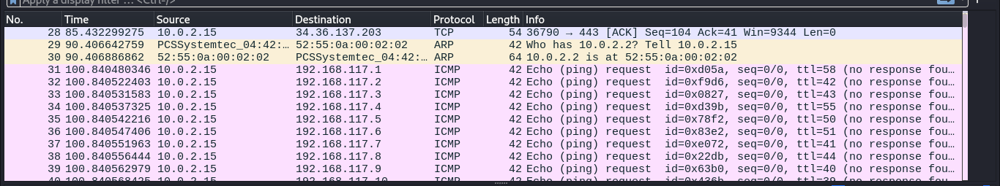 Apply a display filter … <Ctrl-/>
No. Time Source Destination Protocol Length Info
28 85.432299275 10.0.2.15 34.36.137.203 TCP 54 36790 → 443 [ACK] Seq=104 Ack=41 Win=9344 Len=0
29 90.406642759 PCSSystemtec_04:42:… 52:55:0a:00:02:02 ARP 42 Who has 10.0.2.2? Tell 10.0.2.15
30 90.406886862 52:55:0a:00:02:02 PCSSystemtec_04:42:… ARP 64 10.0.2.2 is at 52:55:0a:00:02:02
31 100.840480346 10.0.2.15 192.168.117.1 ICMP 42 Echo (ping) request id=0xd05a, seq=0/0, ttl=58 (no response fou…
32 100.840522403 10.0.2.15 192.168.117.2 ICMP 42 Echo (ping) request id=0xf9d6, seq=0/0, ttl=42 (no response fou…
33 100.840531583 10.0.2.15 192.168.117.3 ICMP 42 Echo (ping) request id=0x0827, seq=0/0, ttl=43 (no response fou…
34 100.840537325 10.0.2.15 192.168.117.4 ICMP 42 Echo (ping) request id=0xd39b, seq=0/0, ttl=55 (no response fou…
35 100.840542216 10.0.2.15 192.168.117.5 ICMP 42 Echo (ping) request id=0x78f2, seq=0/0, ttl=50 (no response fou…
36 100.840547406 10.0.2.15 192.168.117.6 ICMP 42 Echo (ping) request id=0x83e2, seq=0/0, ttl=51 (no response fou…
37 100.840551963 10.0.2.15 192.168.117.7 ICMP 42 Echo (ping) request id=0xe072, seq=0/0, ttl=41 (no response fou…
38 100.840556444 10.0.2.15 192.168.117.8 ICMP 42 Echo (ping) request id=0x22db, seq=0/0, ttl=44 (no response fou…
39 100.840562979 10.0.2.15 192.168.117.9 ICMP 42 Echo (ping) request id=0x63b0, seq=0/0, ttl=40 (no response fou…
40 100.840568425 10.0.2.15 192.168.117.10 ICMP 42 Echo (ping) request seq=0/0, ttl=39 (no response fou…